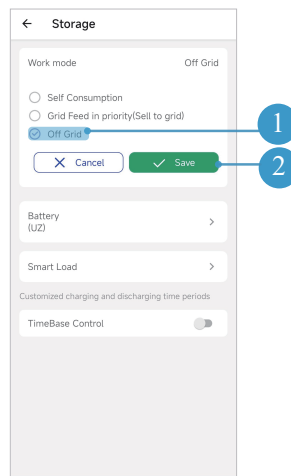 ← Storage
Work mode Off Grid
Self Consumption
Grid Feed in priority(Sell to grid)
Off Grid
1
Cancel Save
2
Battery
(UZ)
Smart Load
Customized charging and discharging time periods
TimeBase Control